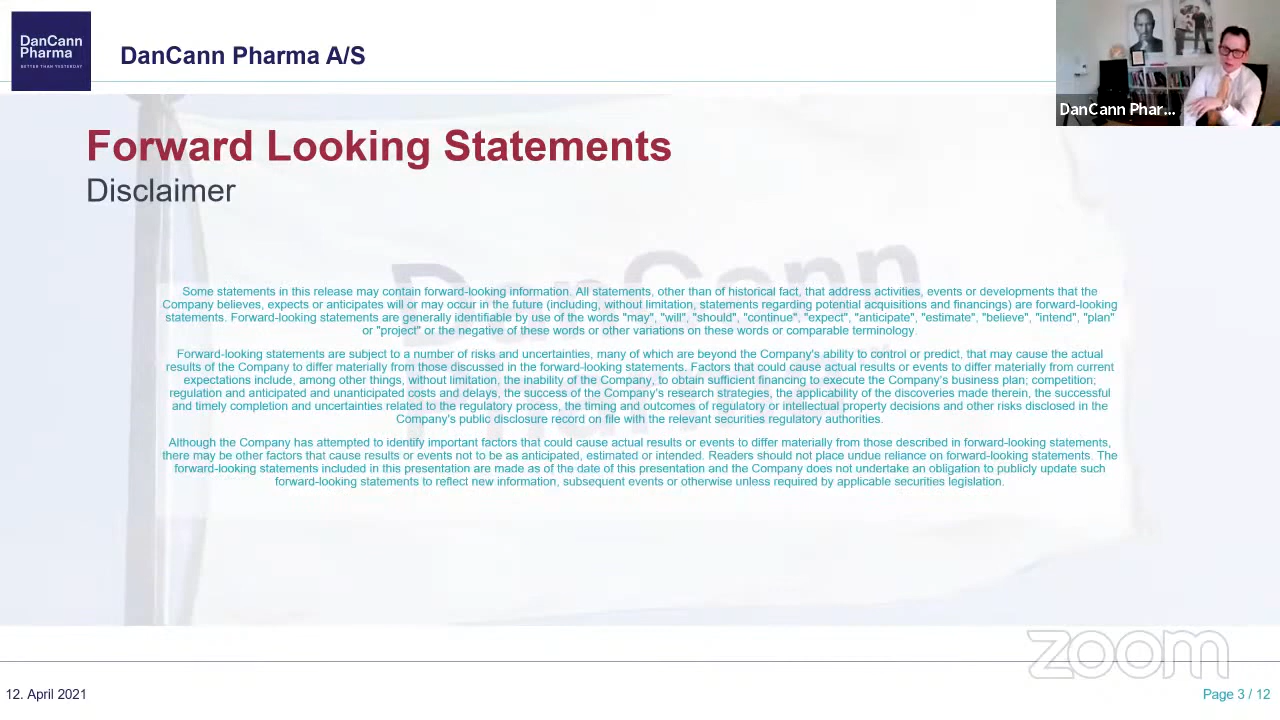 DanCann
Pharma
BETTER THAN YESTERDAY
DanCann Pharma A/S
DanCann Phar...
Forward Looking Statements
Disclaimer
DanCann
Pharma
Some statements in this release may contain forward-looking information. All statements, other than of historical fact, that address activities, events or developments that the
Company believes, expects or anticipates will or may occur in the future (including, without limitation, statements regarding potential acquisitions and financings) are forward-looking
statements. Forward-looking statements are generally identifiable by use of the words "may", "will", "should", "continue", "expect", "anticipate", "estimate", "believe", "intend", "plan"
or "project" or the negative of these words or other variations on these words or comparable terminology.
Forward-looking statements are subject to a number of risks and uncertainties, many of which are beyond the Company's ability to control or predict, that may cause the actual
results of the Company to differ materially from those discussed in the forward-looking statements. Factors that could cause actual results or events to differ materially from current
expectations include, among other things, without limitation, the inability of the Company, to obtain sufficient financing to execute the Company's business plan; competition;
regulation and anticipated and unanticipated costs and delays, the success of the Company's research strategies, the applicability of the discoveries made therein, the successful
and timely completion and uncertainties related to the regulatory process, the timing and outcomes of regulatory or intellectual property decisions and other risks disclosed in the
Company's public disclosure record on file with the relevant securities regulatory authorities.
Although the Company has attempted to identify important factors that could cause actual results or events to differ materially from those described in forward-looking statements,
there may be other factors that cause results or events not to be as anticipated, estimated or intended. Readers should not place undue reliance on forward-looking statements. The
forward-looking statements included in this presentation are made as of the date of this presentation and the Company does not undertake an obligation to publicly update such
forward-looking statements to reflect new information, subsequent events or otherwise unless required by applicable securities legislation.
zoom
12. April 2021
Page 3 / 12